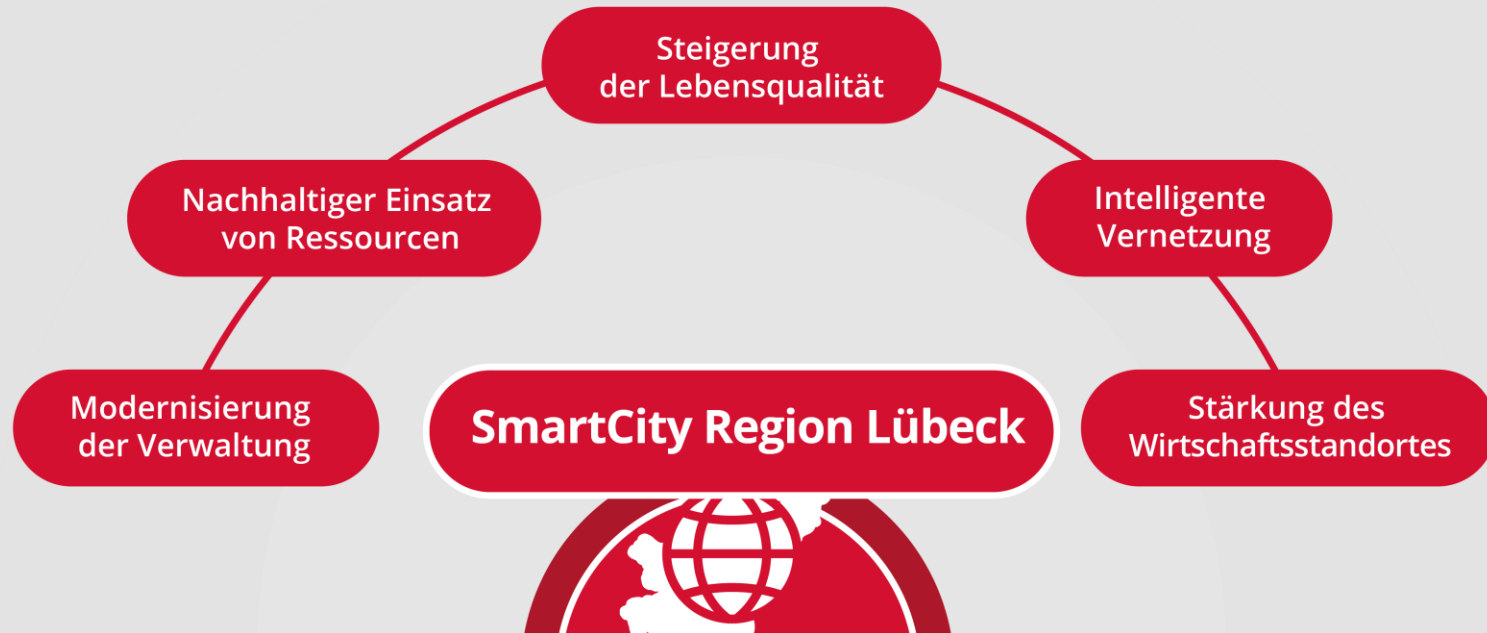 Steigerung
der Lebensqualität
Nachhaltiger Einsatz
von Ressourcen
Intelligente
Vernetzung
Modernisierung
der Verwaltung
SmartCity Region Lübeck
Stärkung des
Wirtschaftsstandortes